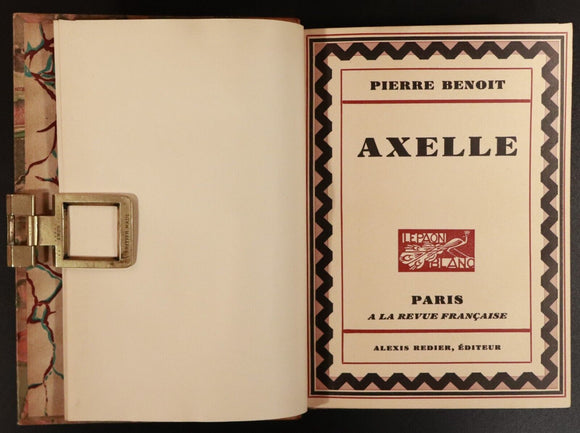 PIERRE BENOIT
AXELLE
LE PAON
BLANC
PARIS
A LA REVUE FRANÇAISE
ALEXIS REDIER, ÉDITEUR